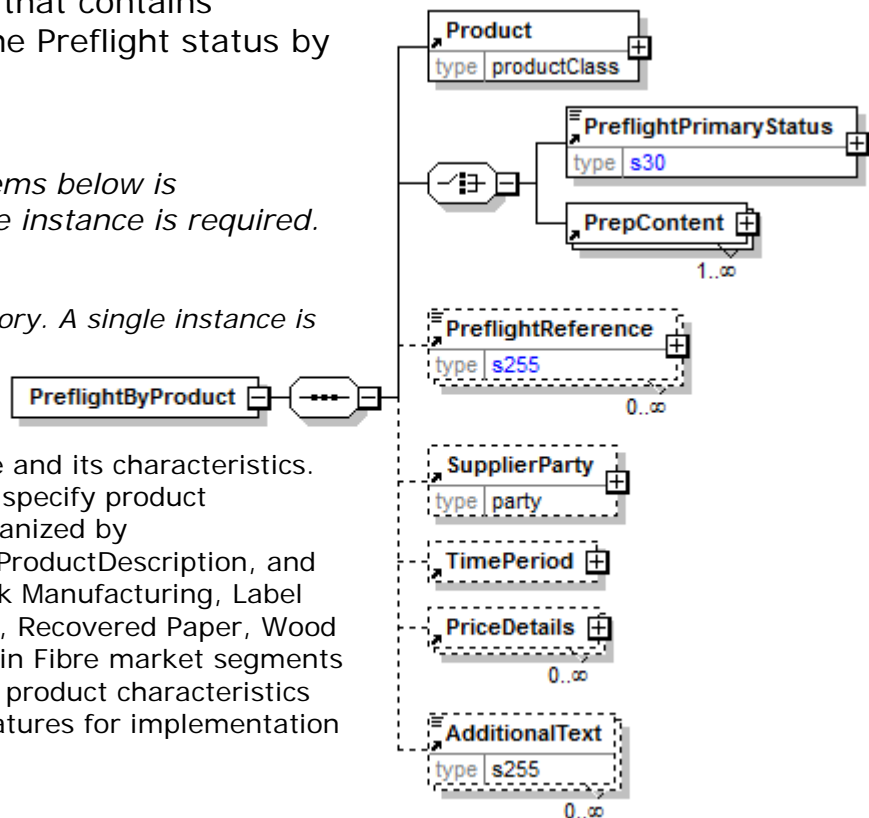 that contains
ne Preflight status by
ems below is
e instance is required.
ory. A single instance is
e and its characteristics.
specify product
anized by
ProductDescription, and
k Manufacturing, Label
, Recovered Paper, Wood
in Fibre market segments
product characteristics
atures for implementation
PreflightByProduct
Product
type productClass
PreflightPrimaryStatus
type s30
PrepContent
1..∞
PreflightReference
type s255
0..∞
SupplierParty
type party
TimePeriod
PriceDetails
0..∞
AdditionalText
type s255
0..∞